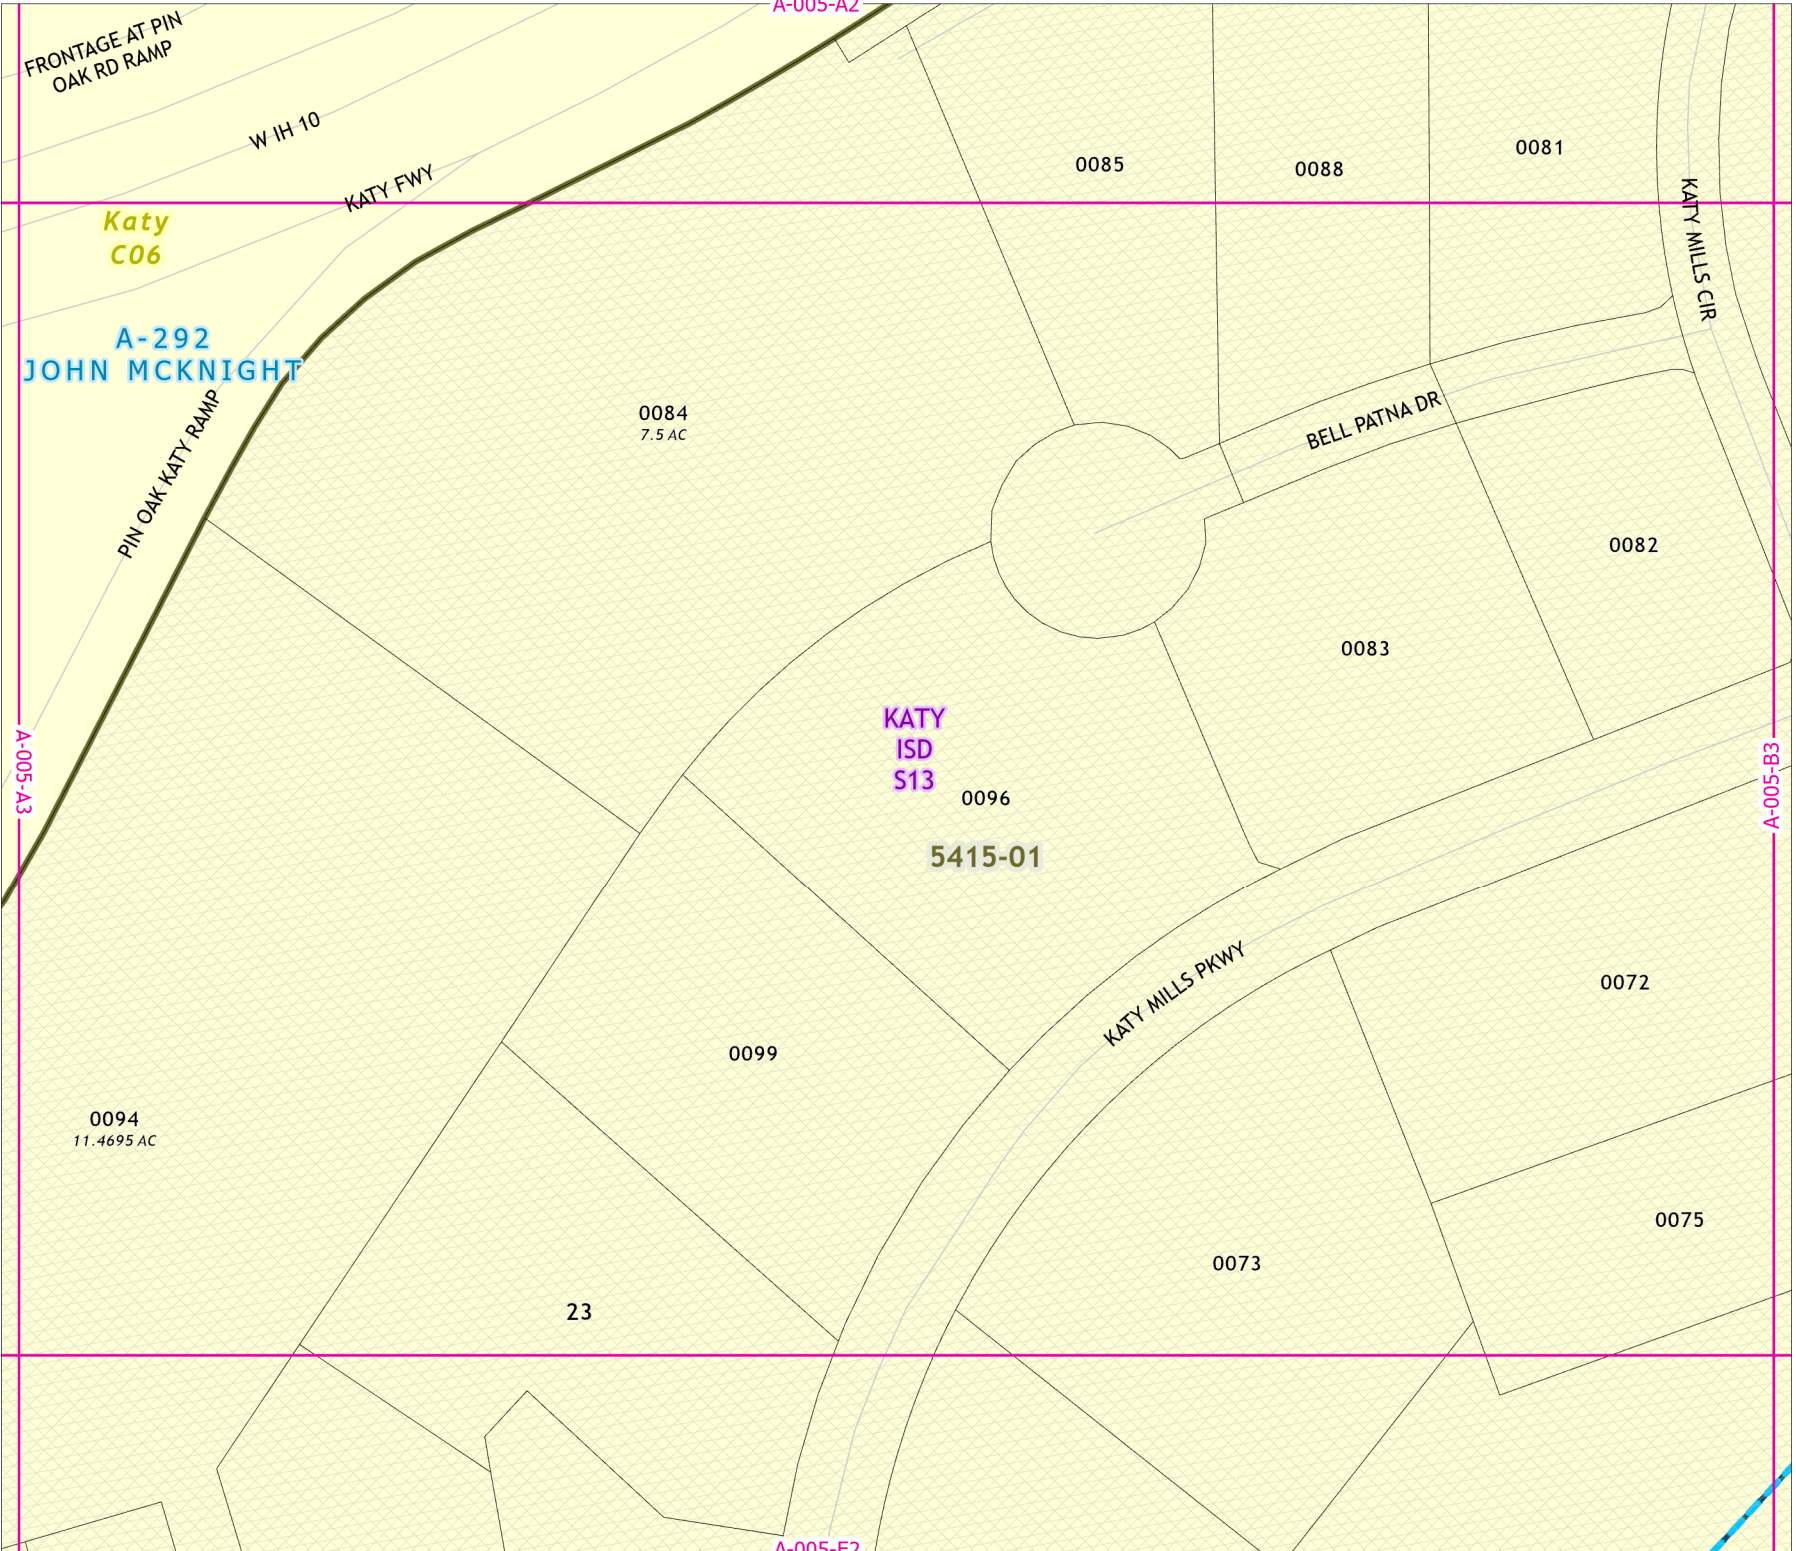 A-005-A2
FRONTAGE AT PIN
OAK RD RAMP
W IH 10
KATY FWY
Katy
C06
A-292
JOHN MCKNIGHT
PIN OAK KATY RAMP
0085
0088
0081
KATY MILLS CIR
0084
7.5 AC
BELL PATNA DR
0082
0083
KATY
ISD
S13
0096
5415-01
A-005-A3
A-005-B3
KATY MILLS PKWY
0072
0099
0094
11.4695 AC
0075
0073
23